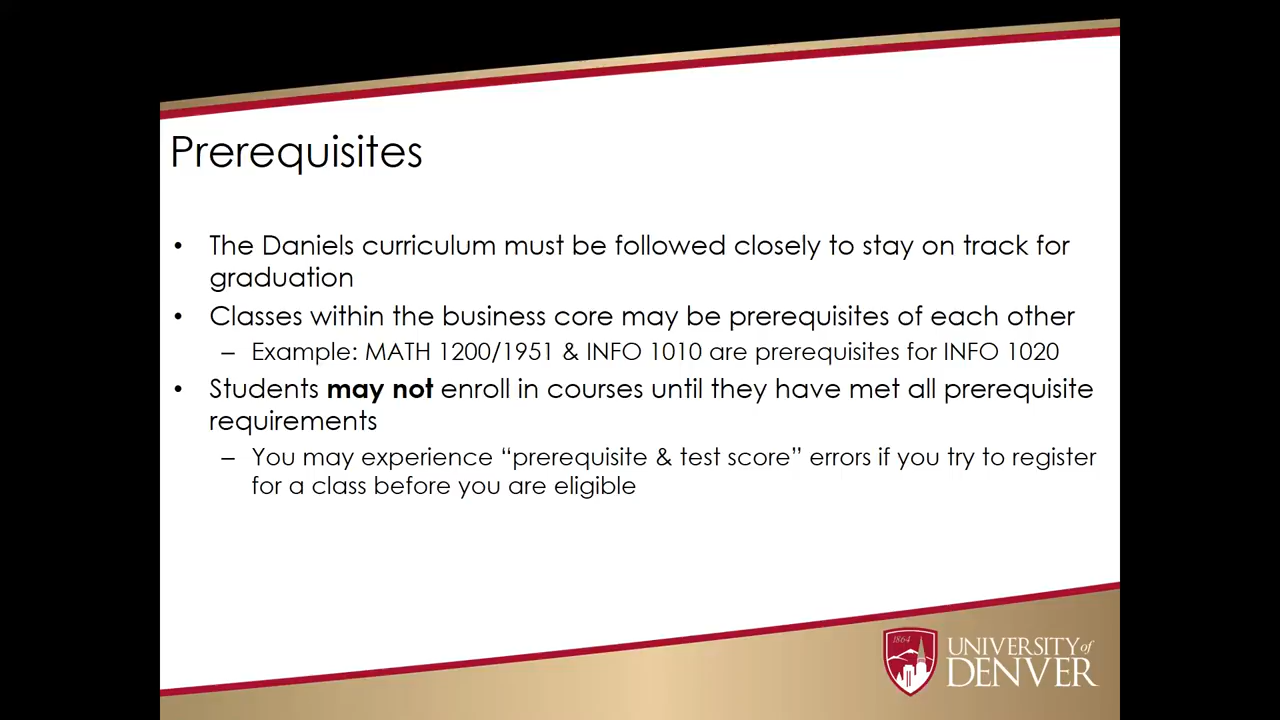 Prerequisites
• The Daniels curriculum must be followed closely to stay on track for
graduation
• Classes within the business core may be prerequisites of each other
– Example: MATH 1200/1951 & INFO 1010 are prerequisites for INFO 1020
• Students may not enroll in courses until they have met all prerequisite
requirements
– You may experience “prerequisite & test score” errors if you try to register
for a class before you are eligible
1864
UNIVERSITY of
DENVER